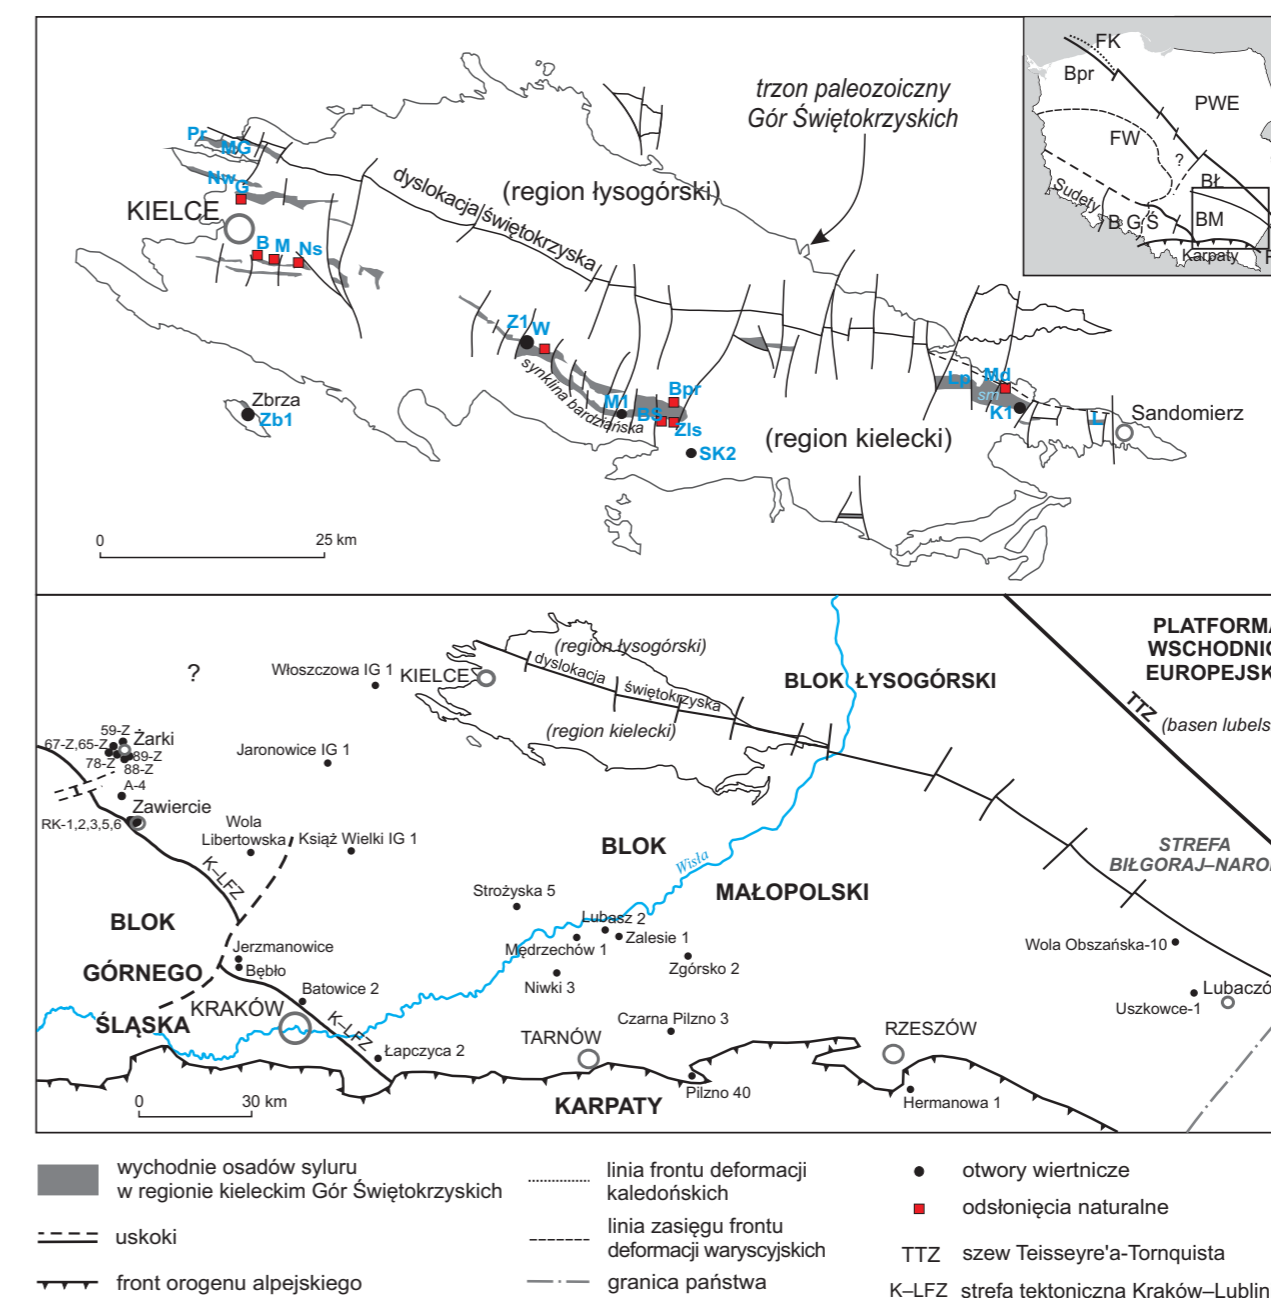 trzon paleozoiczny
Gór Świętokrzyskich
FK
Bpr
PWE
FW
?
BŁ
Sudety
B G Ś
BM
Karpaty
Pr
MG
Nw
G
KIELCE
B M Ns
dyslokacja świętokrzyska
(region łysogórski)
Z1
W
synklina bardziańska
M1
BS
Bpr
Zls
SK2
Zbrza
Zb1
(region kielecki)
Lp
Md
sm
K1
L
Sandomierz
0 25 km
?
Włoszczowa IG 1
KIELCE
(region łysogórski)
dyslokacja świętokrzyska
(region kielecki)
BLOK ŁYSOGÓRSKI
PLATFORMA
WSCHODNIO
EUROPEJSK
TTZ
(basen lubels
59-Z
67-Z,65-Z
Żarki
78-Z
89-Z
88-Z
A-4
Jaronowice IG 1
Zawiercie
RK-1,2,3,5,6
Wola
Libertowska
Książ Wielki IG 1
K–LFZ
BLOK
Wisła
MAŁOPOLSKI
STREFA
BIŁGORAJ–NAROL
Strożyska 5
Lubasz 2
Zalesie 1
Mędrzechów 1
Zgórsko 2
Niwki 3
Wola Obszańska-10
Uszkowce-1
Lubaczó
BLOK
GÓRNEGO
ŚLĄSKA
Jerzmanowice
Bębło
Batowice 2
KRAKÓW
K–LFZ
Łapczyca 2
Czarna Pilzno 3
TARNÓW
RZESZÓW
Pilzno 40
Hermanowa 1
KARPATY
0 30 km
wychodnie osadów syluru
w regionie kieleckim Gór Świętokrzyskich
uskoki
front orogenu alpejskiego
linia frontu deformacji
kaledońskich
linia zasięgu frontu
deformacji waryscyjskich
granica państwa
otwory wiertnicze
odsłonięcia naturalne
TTZ szew Teisseyre'a-Tornquista
K–LFZ strefa tektoniczna Kraków–Lublin